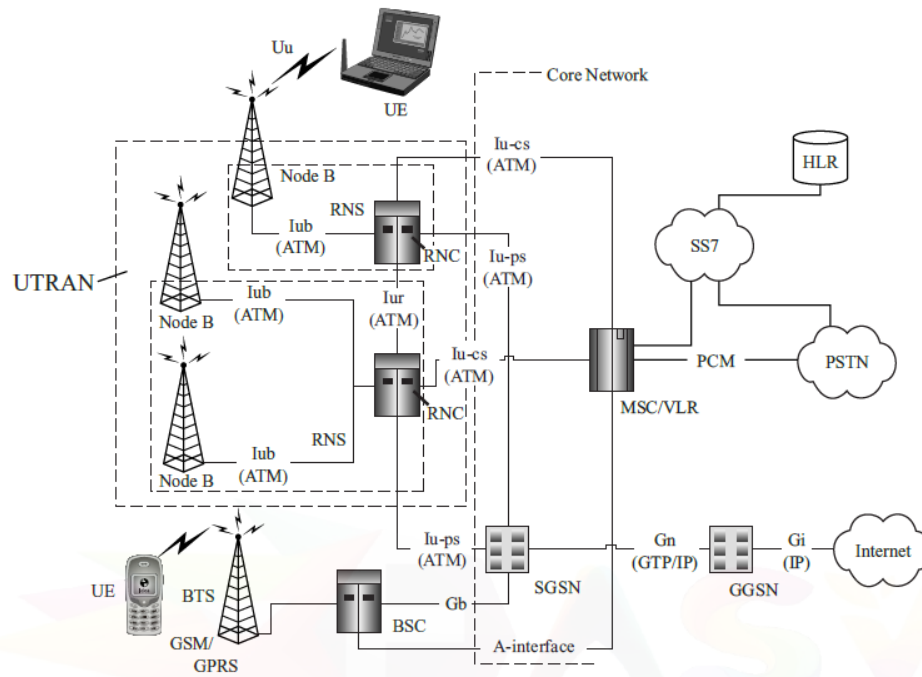 Uu
UE
Core Network
Iu-cs
(ATM)
HLR
Node B
RNS
Iub
(ATM)
RNC
Iu-ps
(ATM)
SS7
UTRAN
Iub
(ATM)
Node B
Iur
(ATM)
Iu-cs
(ATM)
RNC
MSC/VLR
PCM
PSTN
RNS
Iub
(ATM)
Node B
UE
BTS
GSM/
GPRS
Iu-ps
(ATM)
SGSN
Gn
(GTP/IP)
GGSN
Gi
(IP)
Internet
BSC
Gb
A-interface